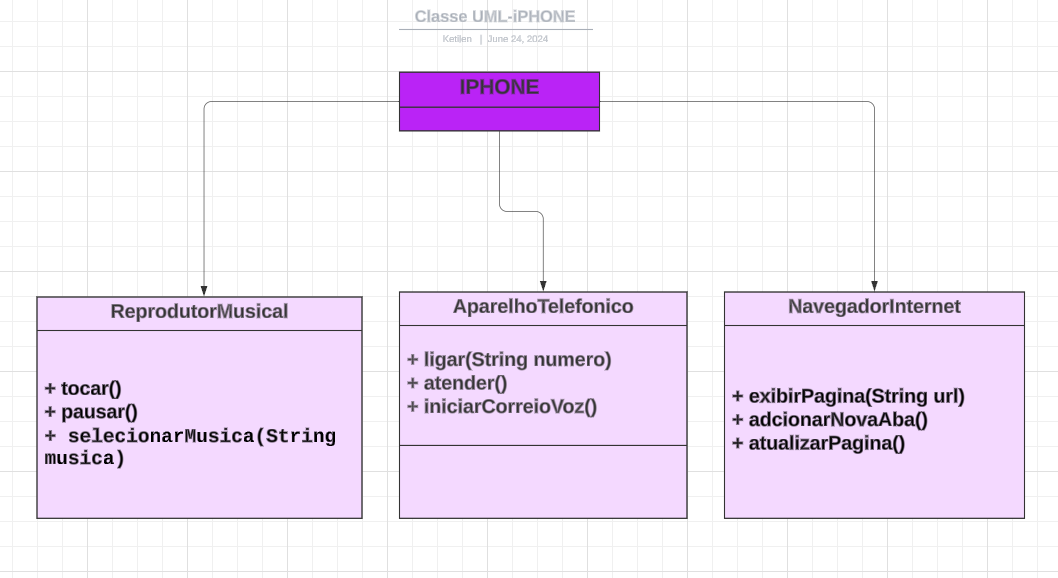 Classe UML-iPHONE
Ketilen | June 24, 2024
IPHONE
ReprodutorMusical
+ tocar()
+ pausar()
+ selecionarMusica(String
musica)
AparelhoTelefonico
+ ligar(String numero)
+ atender()
+ iniciarCorreioVoz()
NavegadorInternet
+ exibirPagina(String url)
+ adcionarNovaAba()
+ atualizarPagina()